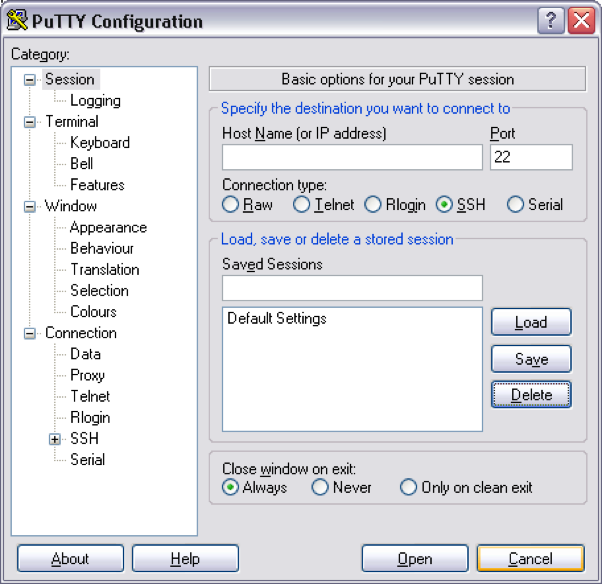 PuTTY Configuration
?
Category:
Session
Logging
Terminal
Keyboard
Bell
Features
Window
Appearance
Behaviour
Translation
Selection
Colours
Connection
Data
Proxy
Telnet
Rlogin
SSH
Serial
Basic options for your PuTTY session
Specify the destination you want to connect to
Host Name (or IP address) Port
22
Connection type:
Raw Telnet Rlogin SSH Serial
Load, save or delete a stored session
Saved Sessions
Default Settings
Load
Save
Delete
Close window on exit:
Always Never Only on clean exit
About Help Open Cancel